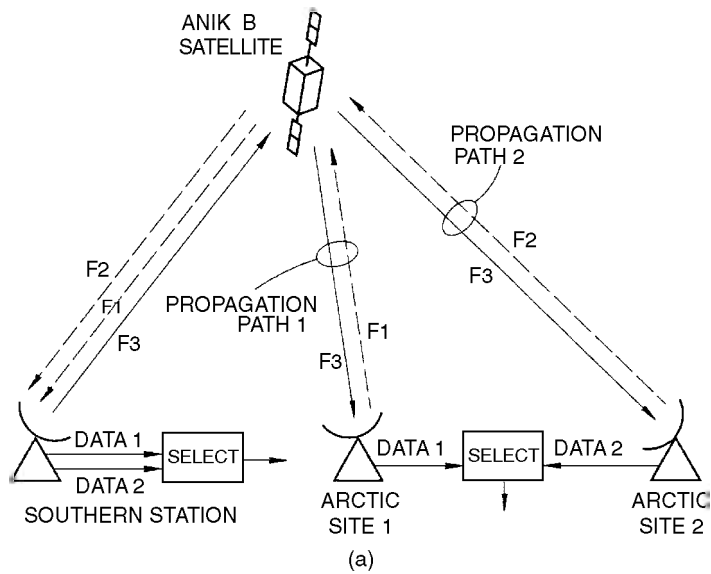 ANIK B
SATELLITE
PROPAGATION
PATH 2
F2
F2
F3
F1
PROPAGATION
PATH 1
F3
F1
F3
DATA 1
SELECT
DATA 2
DATA 1
SELECT
DATA 2
SOUTHERN STATION
ARCTIC
SITE 1
ARCTIC
SITE 2
(a)